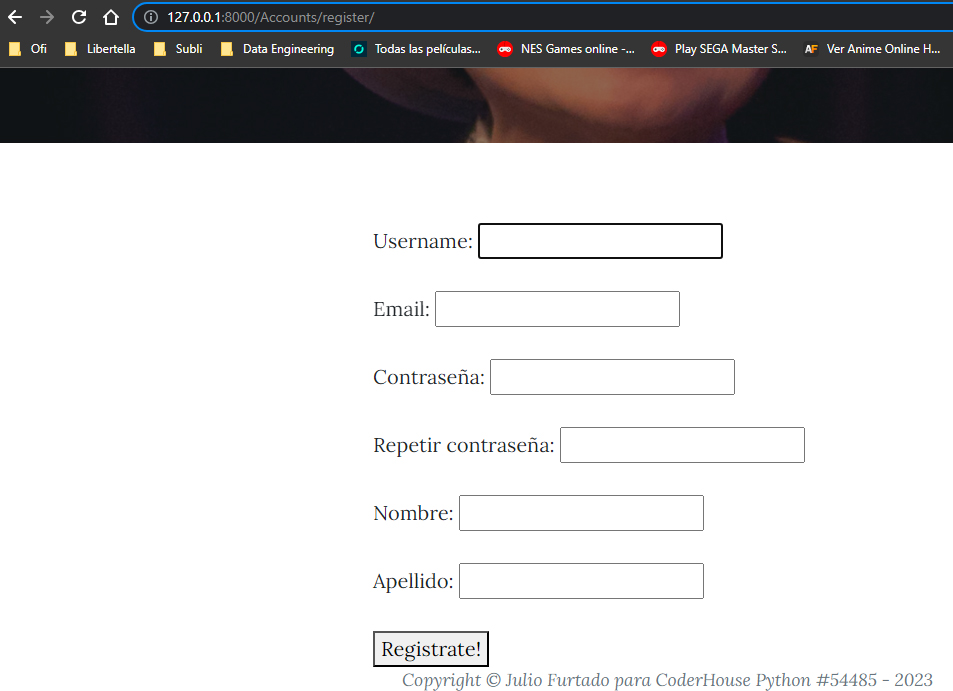 127.0.0.1:8000/Accounts/register/
Ofi Libertella Subli Data Engineering Todas las películas... NES Games online -... Play SEGA Master S... AF Ver Anime Online H...
Username:
Email:
Contraseña:
Repetir contraseña:
Nombre:
Apellido:
Registrate!
Copyright © Julio Furtado para CoderHouse Python #54485 - 2023